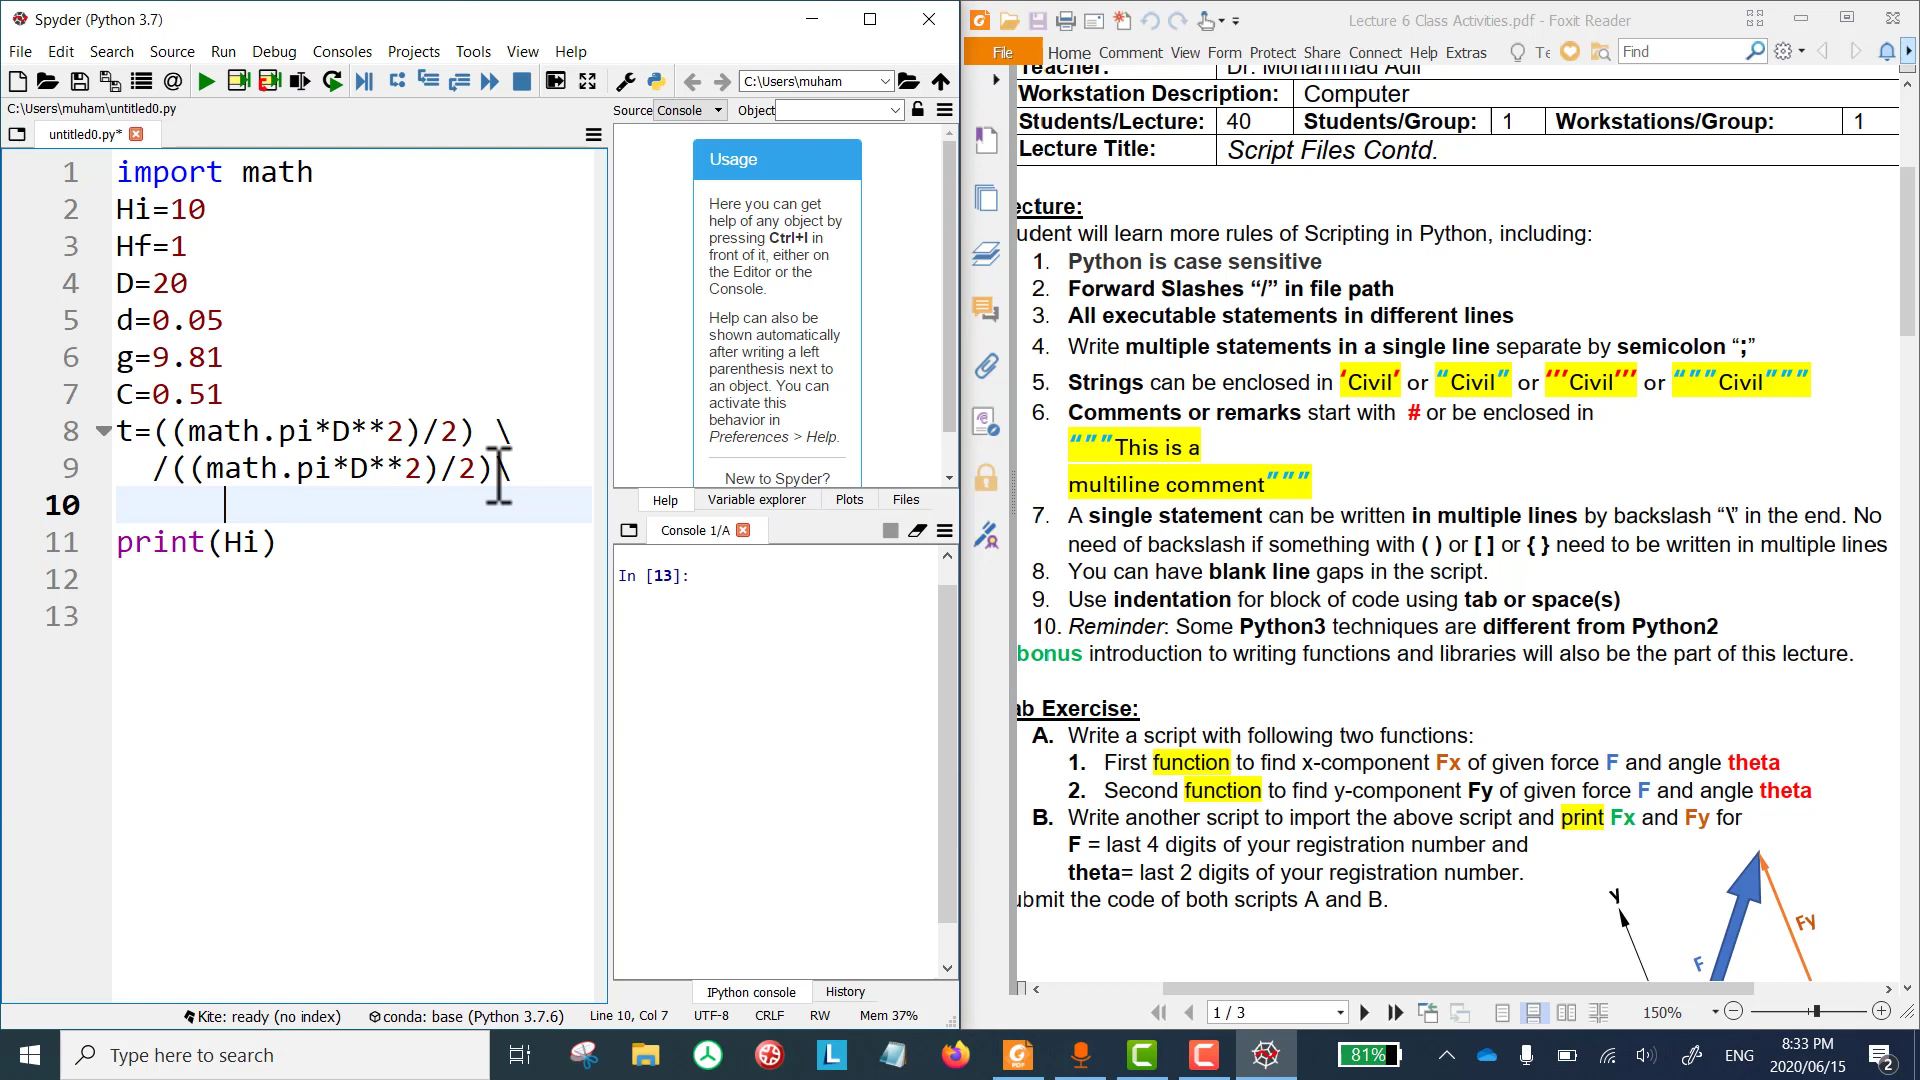 Spyder (Python 3.7)
File Edit Search Source Run Debug Consoles Projects Tools View Help
C:\Users\muham
C:\Users\muham\untitled0.py
Source Console Object
untitled0.py*
1 import math
2 Hi=10
3 Hf=1
4 D=20
5 d=0.05
6 g=9.81
7 C=0.51
8 t=((math.pi*D**2)/2) \
9 /((math.pi*D**2)/2)\
10
11 print(Hi)
12
13
Usage
Here you can get
help of any object by
pressing Ctrl+I in
front of it, either on
the Editor or the
Console.
Help can also be
shown automatically
after writing a left
parenthesis next to
an object. You can
activate this
behavior in
Preferences > Help.
New to Spyder?
Help Variable explorer Plots Files
Console 1/A
In [13]:
IPython console History
Kite: ready (no index) conda: base (Python 3.7.6) Line 10, Col 7 UTF-8 CRLF RW Mem 37%
Lecture 6 Class Activities.pdf - Foxit Reader
File Home Comment View Form Protect Share Connect Help Extras Te Find
Teacher: Dr. Mohammad Adil
Workstation Description: Computer
Students/Lecture: 40 Students/Group: 1 Workstations/Group: 1
Lecture Title: Script Files Contd.
ecture:
udent will learn more rules of Scripting in Python, including:
1. Python is case sensitive
2. Forward Slashes “/” in file path
3. All executable statements in different lines
4. Write multiple statements in a single line separate by semicolon “;”
5. Strings can be enclosed in ‘Civil’ or “Civil” or ’’’Civil’’’ or “““Civil”””
6. Comments or remarks start with # or be enclosed in
“““This is a
multiline comment”””
7. A single statement can be written in multiple lines by backslash “\” in the end. No
need of backslash if something with ( ) or [ ] or { } need to be written in multiple lines
8. You can have blank line gaps in the script.
9. Use indentation for block of code using tab or space(s)
10. Reminder: Some Python3 techniques are different from Python2
bonus introduction to writing functions and libraries will also be the part of this lecture.
ab Exercise:
A. Write a script with following two functions:
1. First function to find x-component Fx of given force F and angle theta
2. Second function to find y-component Fy of given force F and angle theta
B. Write another script to import the above script and print Fx and Fy for
F = last 4 digits of your registration number and
theta= last 2 digits of your registration number.
ubmit the code of both scripts A and B.
y
Fy
F
1 / 3 150%
Type here to search
81% ENG 8:33 PM
2020/06/15 2